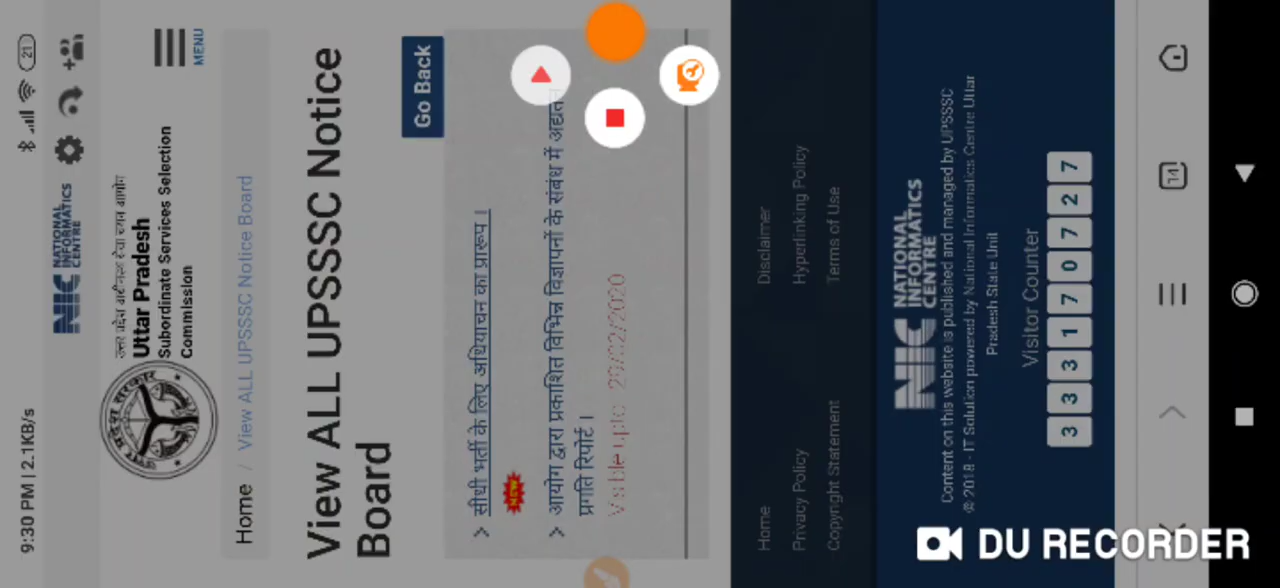 9:30 PM | 2.1KB/s
21
NIC NATIONAL
INFORMATICS
CENTRE
उत्तर प्रदेश अधीनस्थ सेवा चयन आयोग
Uttar Pradesh
Subordinate Services Selection
Commission
MENU
Home / View ALL UPSSSC Notice Board
View ALL UPSSSC Notice
Board
Go Back
> सीधी भर्ती के लिए अधियाचन का प्रारूप ।
NEW
> आयोग द्वारा प्रकाशित विभिन्न विज्ञापनों के संबंध में अद्यतन
प्रगति रिपोर्ट ।
Visible upto
Home
Disclaimer
Privacy Policy
Hyperlinking Policy
Copyright Statement
Terms of Use
NIC NATIONAL
INFORMATICS
CENTRE
Content on this website is published and managed by UPSSSC
© 2018 - IT Solution powered by National Informatics Centre Uttar
Pradesh State Unit
Visitor Counter
3 3 3 1 7 0 7 2 7
14
DU RECORDER